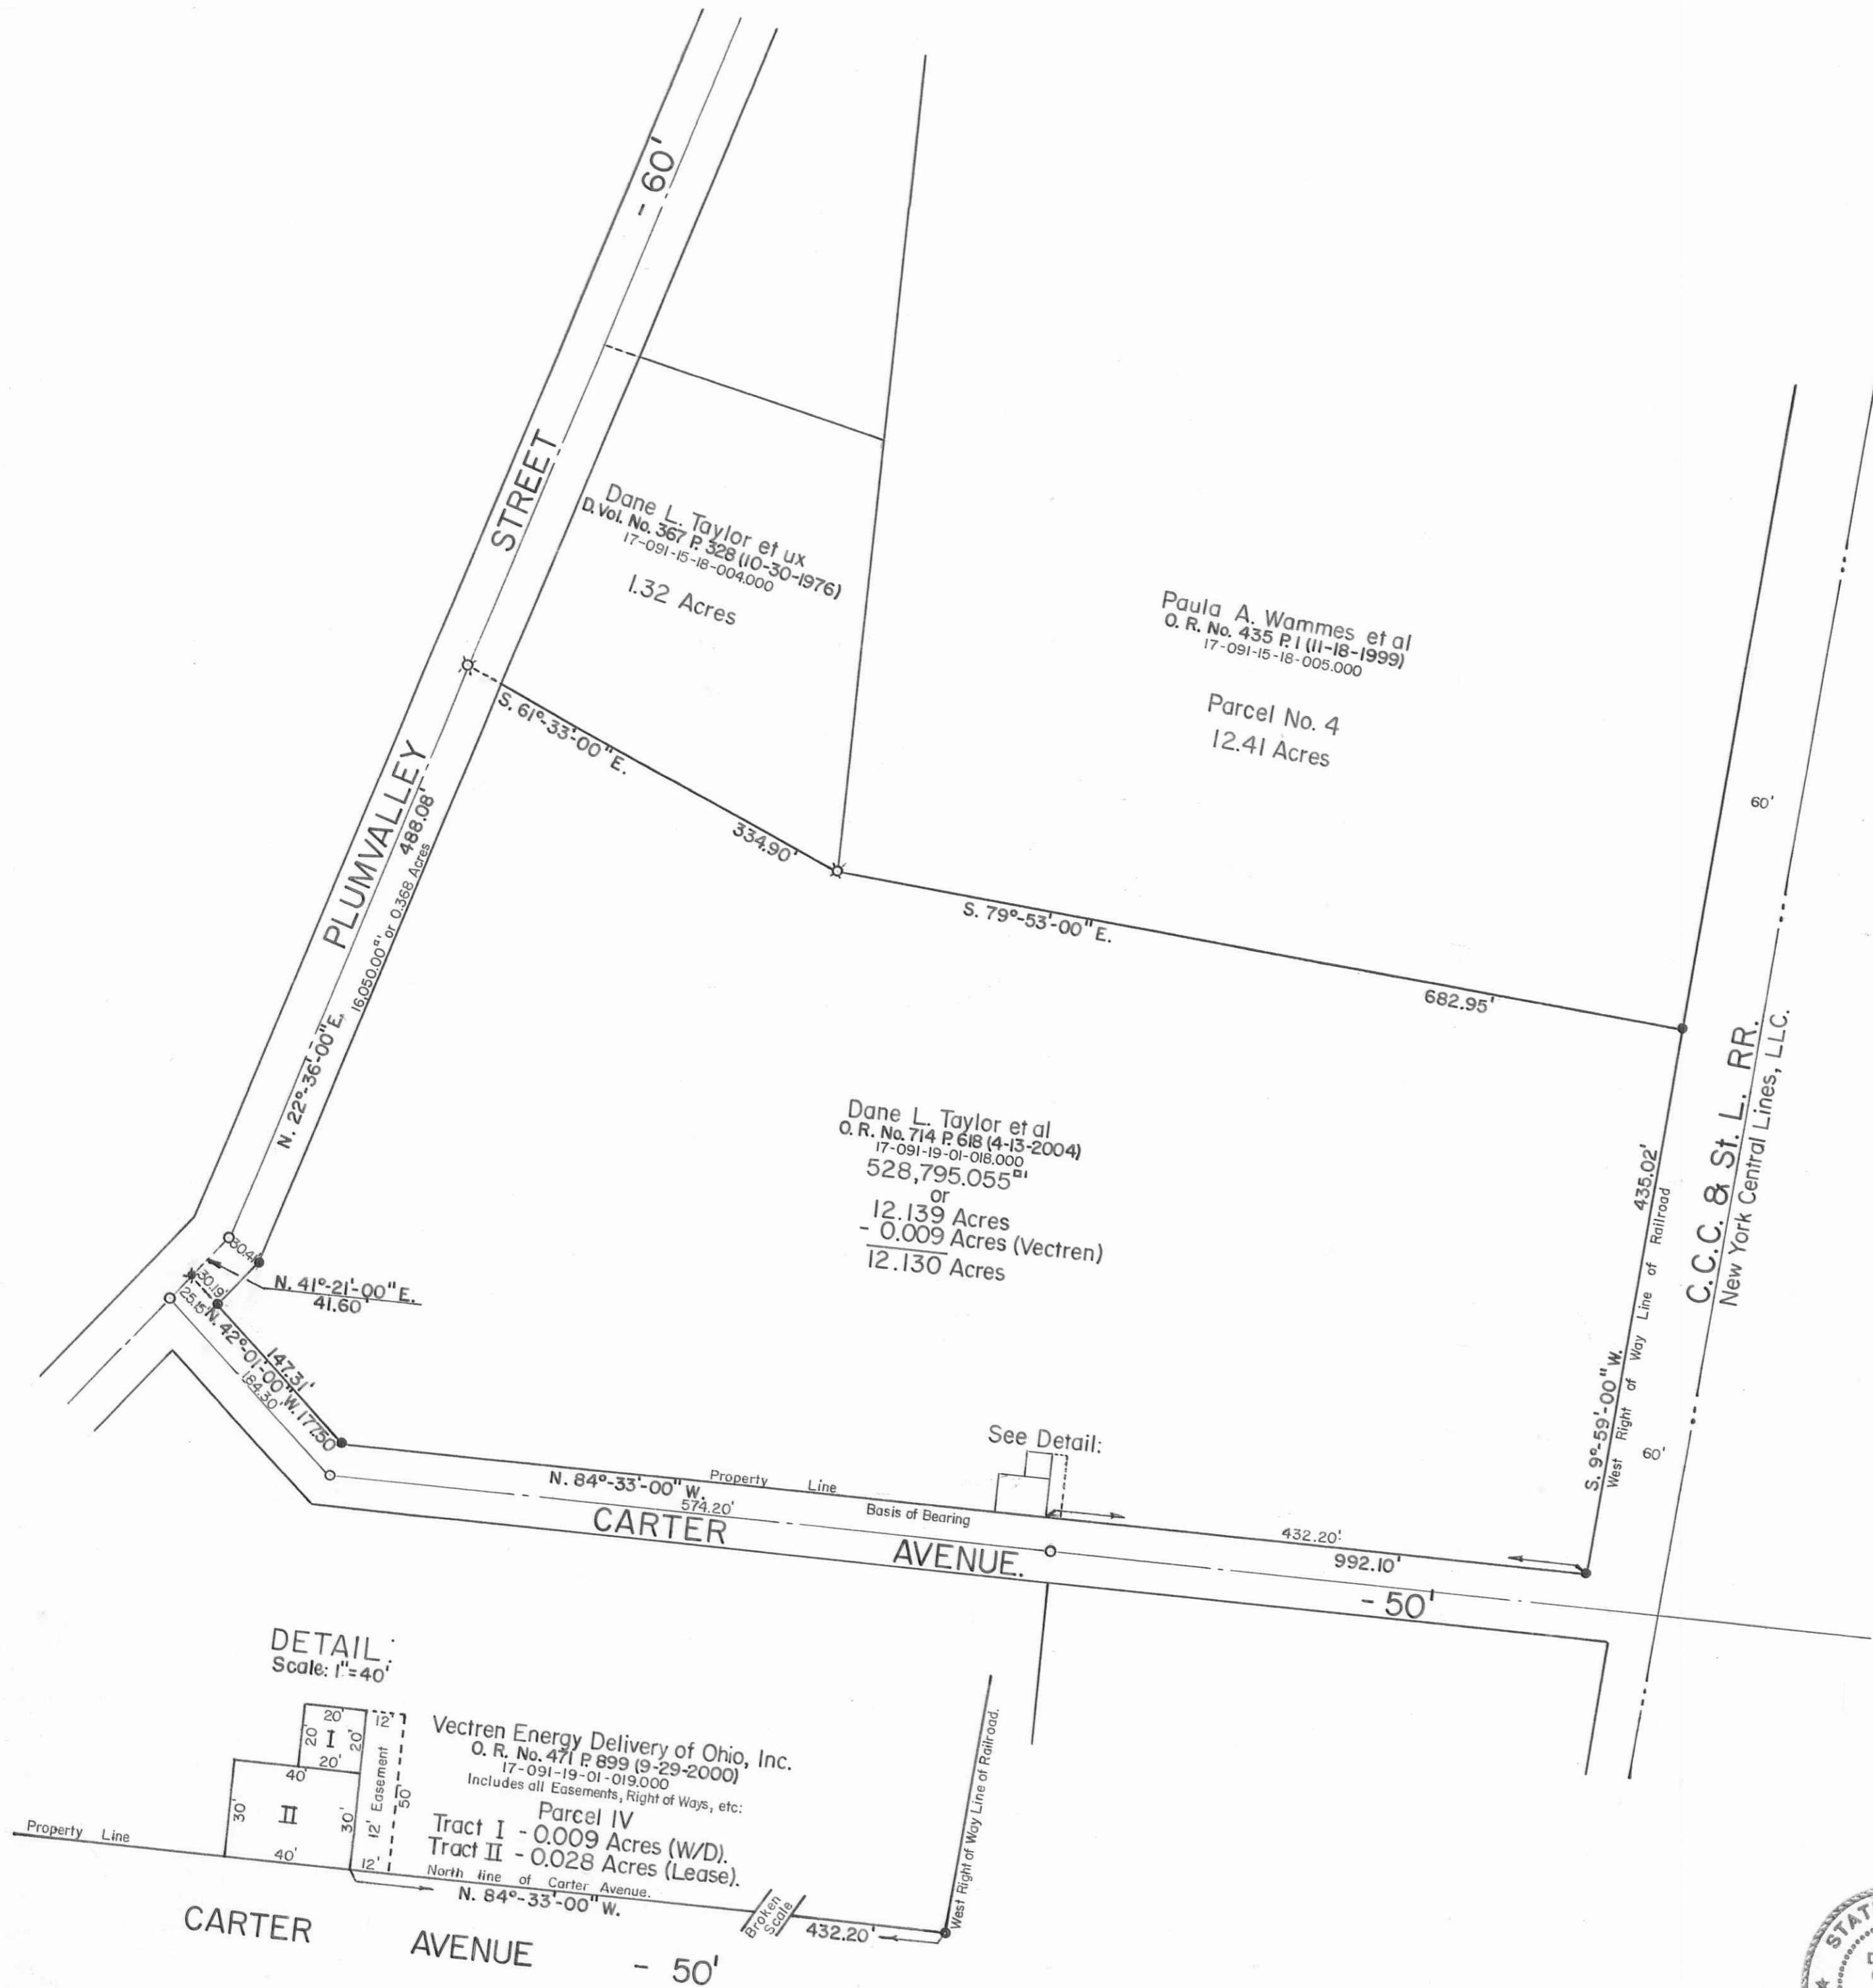 - 60'
STREET
PLUMVALLEY
488.08'
16,050.00 or 0.368 Acres
N. 22°-36'-00" E.
Dane L. Taylor et ux
D. Vol. No. 367 P. 328 (10-30-1976)
17-091-15-18-004.000
1.32 Acres
Paula A. Wammes et al
O. R. No. 435 P. 1 (11-18-1999)
17-091-15-18-005.000
Parcel No. 4
12.41 Acres
60'
S. 61°-33'-00" E.
334.90'
S. 79°-53'-00" E.
682.95'
C.C.C. & St. L. RR.
New York Central Lines, LLC.
Dane L. Taylor et al
O. R. No. 714 P. 618 (4-13-2004)
17-091-19-01-018.000
528,795.055
or
12.139 Acres
- 0.009 Acres (Vectren)
12.130 Acres
435.02'
West Right of Way Line of Railroad
S. 9°-59'-00" W.
60'
30.19'
25.15'
N. 41°-21'-00" E.
41.60'
147.31'
N. 42°-01'-00" W. 177.50
184.30'
See Detail:
N. 84°-33'-00" W.
Property Line
574.20'
Basis of Bearing
432.20'
992.10'
CARTER AVENUE.
- 50'
DETAIL:
Scale: 1"=40'
20'
12'
20'
I
20'
20'
40'
30'
II
30'
12' Easement
50'
40'
12'
Property Line
Vectren Energy Delivery of Ohio, Inc.
O. R. No. 471 P. 899 (9-29-2000)
17-091-19-01-019.000
Includes all Easements, Right of Ways, etc:
Parcel IV
Tract I - 0.009 Acres (W/D).
Tract II - 0.028 Acres (Lease).
North line of Carter Avenue.
N. 84°-33'-00" W.
Broken
Scale
432.20'
West Right of Way Line of Railroad.
CARTER AVENUE - 50'